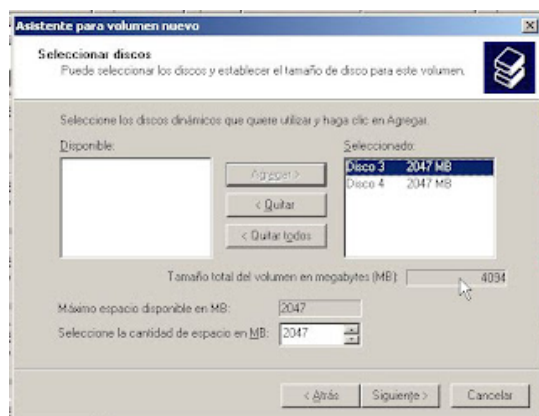 Asistente para volumen nuevo
Seleccionar discos
Puede seleccionar los discos y establecer el tamaño de disco para este volumen.
Seleccione los discos dinámicos que quiere utilizar y haga clic en Agregar.
Disponible: Seleccionado:
Agregar > Disco 3 2047 MB
Disco 4 2047 MB
< Quitar
< Quitar todos
Tamaño total del volumen en megabytes (MB): 4094
Máximo espacio disponible en MB: 2047
Seleccione la cantidad de espacio en MB: 2047
< Atrás Siguiente > Cancelar